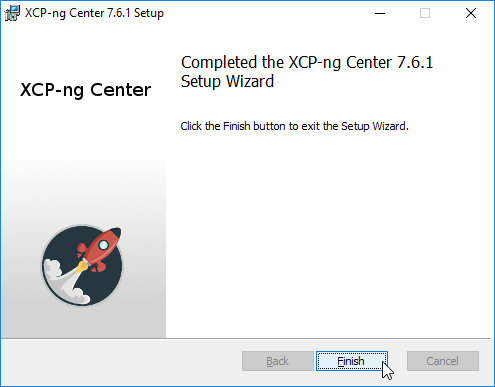 XCP-ng Center 7.6.1 Setup
XCP-ng Center
Completed the XCP-ng Center 7.6.1
Setup Wizard
Click the Finish button to exit the Setup Wizard.
Back
Finish
Cancel